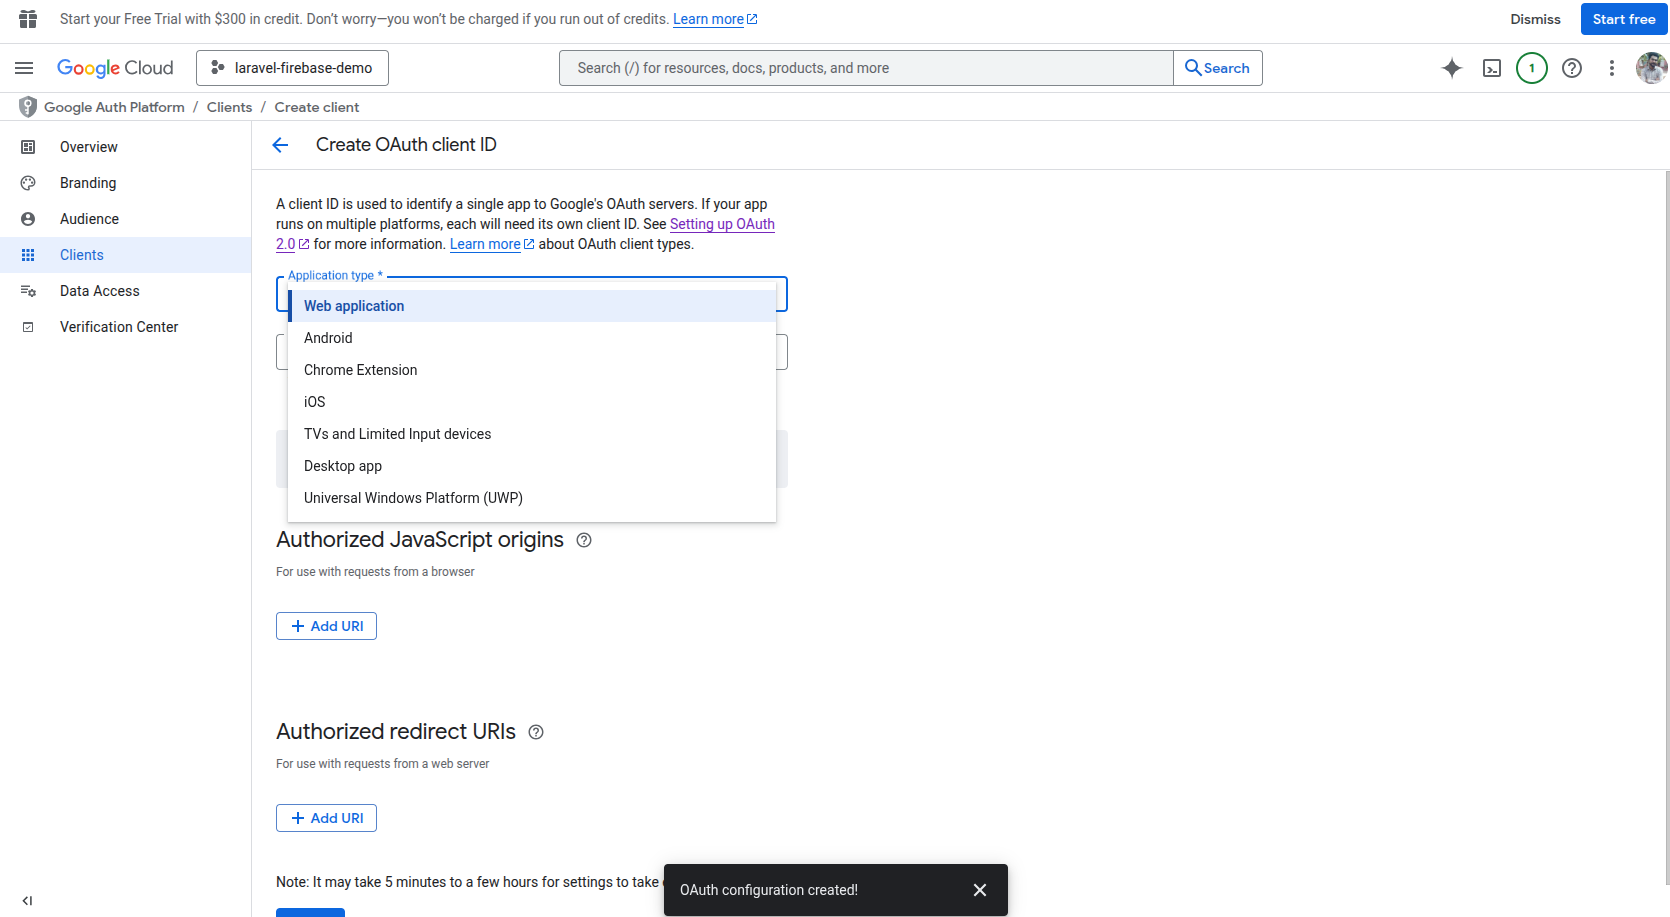 Start your Free Trial with $300 in credit. Don’t worry—you won’t be charged if you run out of credits. Learn more
Dismiss
Start free
Google Cloud
laravel-firebase-demo
Search (/) for resources, docs, products, and more
Search
1
Google Auth Platform / Clients / Create client
Overview
Branding
Audience
Clients
Data Access
Verification Center
Create OAuth client ID
A client ID is used to identify a single app to Google's OAuth servers. If your app
runs on multiple platforms, each will need its own client ID. See Setting up OAuth
2.0 for more information. Learn more about OAuth client types.
Application type *
Web application
Android
Chrome Extension
iOS
TVs and Limited Input devices
Desktop app
Universal Windows Platform (UWP)
Authorized JavaScript origins
For use with requests from a browser
Add URI
Authorized redirect URIs
For use with requests from a web server
Add URI
Note: It may take 5 minutes to a few hours for settings to take
OAuth configuration created!